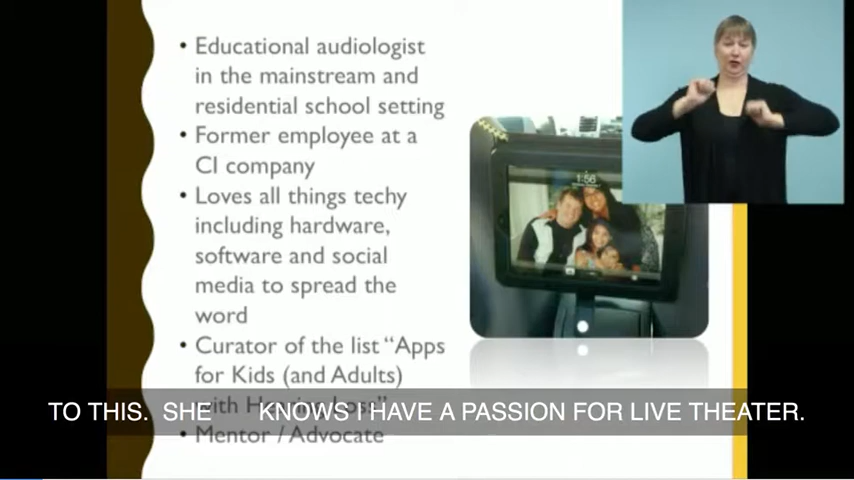 • Educational audiologist
in the mainstream and
residential school setting
• Former employee at a
CI company
• Loves all things techy
including hardware,
software and social
media to spread the
word
1:56
• Curator of the list “Apps
for Kids (and Adults)
with Hearing Loss”
TO THIS. SHE KNOWS I HAVE A PASSION FOR LIVE THEATER.
• Mentor / Advocate